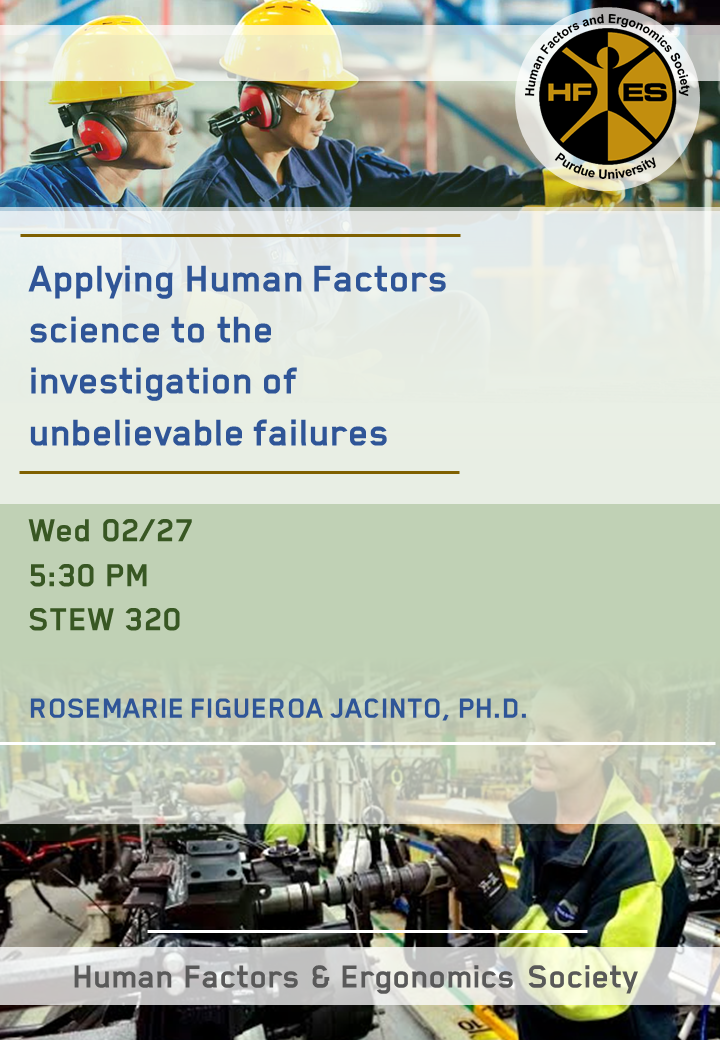 Human Factors and Ergonomics Society
HF ES
Purdue University
Applying Human Factors
science to the
investigation of
unbelievable failures
Wed 02/27
5:30 PM
STEW 320
ROSEMARIE FIGUEROA JACINTO, PH.D.
Human Factors & Ergonomics Society